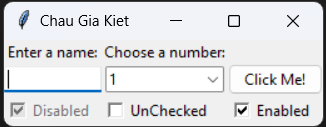 Chau Gia Kiet
Enter a name: Choose a number:
1 Click Me!
Disabled UnChecked Enabled